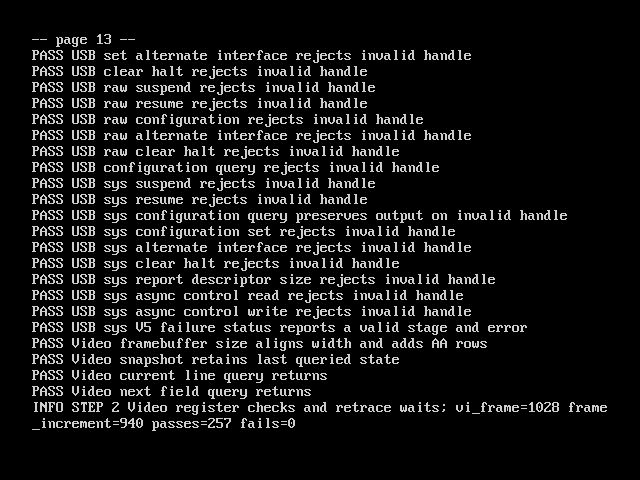 -- page 13 --
PASS USB set alternate interface rejects invalid handle
PASS USB clear halt rejects invalid handle
PASS USB raw suspend rejects invalid handle
PASS USB raw resume rejects invalid handle
PASS USB raw configuration rejects invalid handle
PASS USB raw alternate interface rejects invalid handle
PASS USB raw clear halt rejects invalid handle
PASS USB configuration query rejects invalid handle
PASS USB sys suspend rejects invalid handle
PASS USB sys resume rejects invalid handle
PASS USB sys configuration query preserves output on invalid handle
PASS USB sys configuration set rejects invalid handle
PASS USB sys alternate interface rejects invalid handle
PASS USB sys clear halt rejects invalid handle
PASS USB sys report descriptor size rejects invalid handle
PASS USB sys async control read rejects invalid handle
PASS USB sys async control write rejects invalid handle
PASS USB sys V5 failure status reports a valid stage and error
PASS Video framebuffer size aligns width and adds AA rows
PASS Video snapshot retains last queried state
PASS Video current line query returns
PASS Video next field query returns
INFO STEP 2 Video register checks and retrace waits; vi_frame=1028 frame
_increment=940 passes=257 fails=0